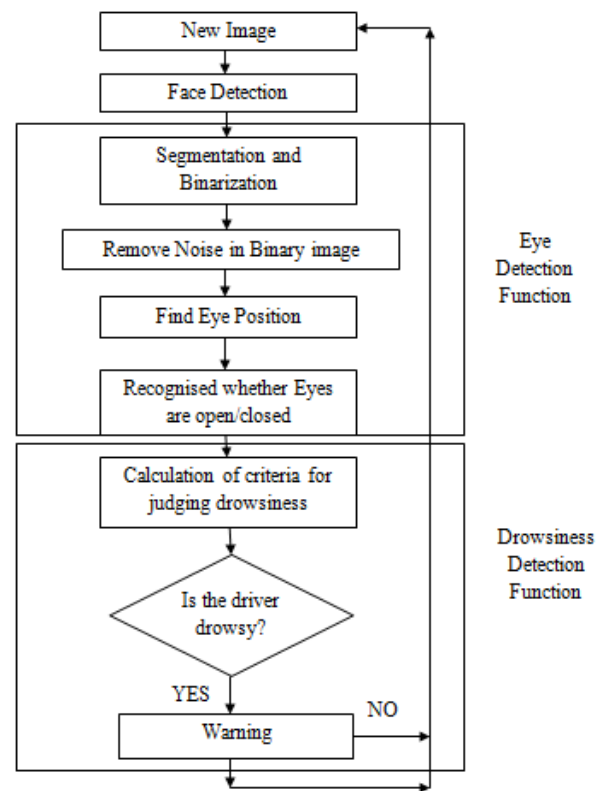 New Image
Face Detection
Segmentation and
Binarization
Remove Noise in Binary image
Find Eye Position
Recognised whether Eyes
are open/closed
Eye
Detection
Function
Calculation of criteria for
judging drowsiness
Is the driver
drowsy?
YES
NO
Warning
Drowsiness
Detection
Function